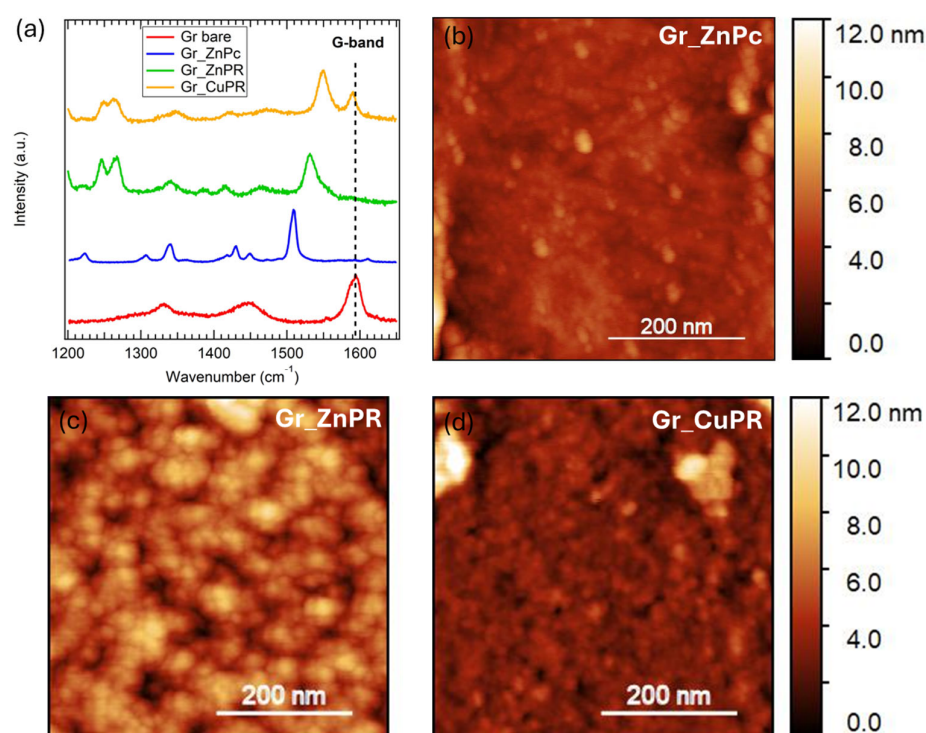 (a)
G-band
Gr bare
Gr_ZnPc
Gr_ZnPR
Gr_CuPR
Intensity (a.u.)
1200 1300 1400 1500 1600
Wavenumber (cm⁻¹)
(b) Gr_ZnPc
200 nm
12.0 nm
10.0
8.0
6.0
4.0
0.0
(c) Gr_ZnPR
200 nm
(d) Gr_CuPR
200 nm
12.0 nm
10.0
8.0
6.0
4.0
0.0